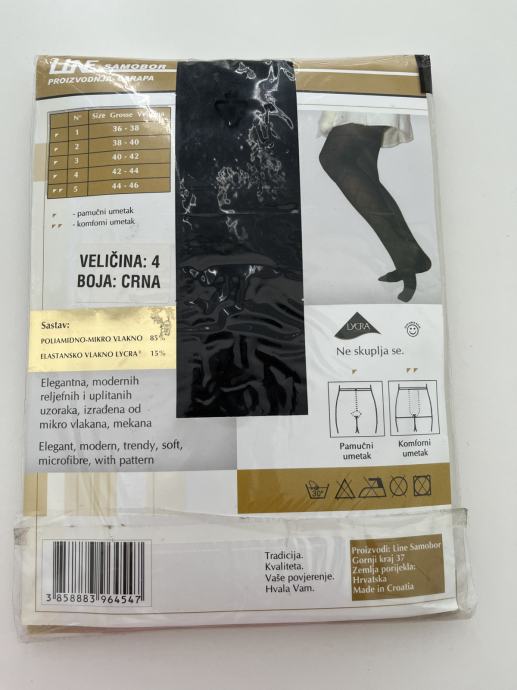 LINE SAMOBOR
PROIZVODNJA ČARAPA
N° Size Grosse
1 36 - 38
2 38 - 40
3 40 - 42
4 42 - 44
5 44 - 46
- pamučni umetak
- komforni umetak
VELIČINA: 4
BOJA: CRNA
Sastav:
POLIAMIDNO-MIKRO VLAKNO 85%
ELASTANSKO VLAKNO LYCRA® 15%
Elegantna, modernih
reljefnih i uplitanih
uzoraka, izrađena od
mikro vlakana, mekana
Elegant, modern, trendy, soft,
microfibre, with pattern
LYCRA
Ne skuplja se.
Pamučni
umetak
Komforni
umetak
30°
Tradicija.
Kvaliteta.
Vaše povjerenje.
Hvala Vam.
Proizvodi: Line Samobor
Gornji kraj 37
Zemlja porijekla:
Hrvatska
Made in Croatia
3 858883 964547